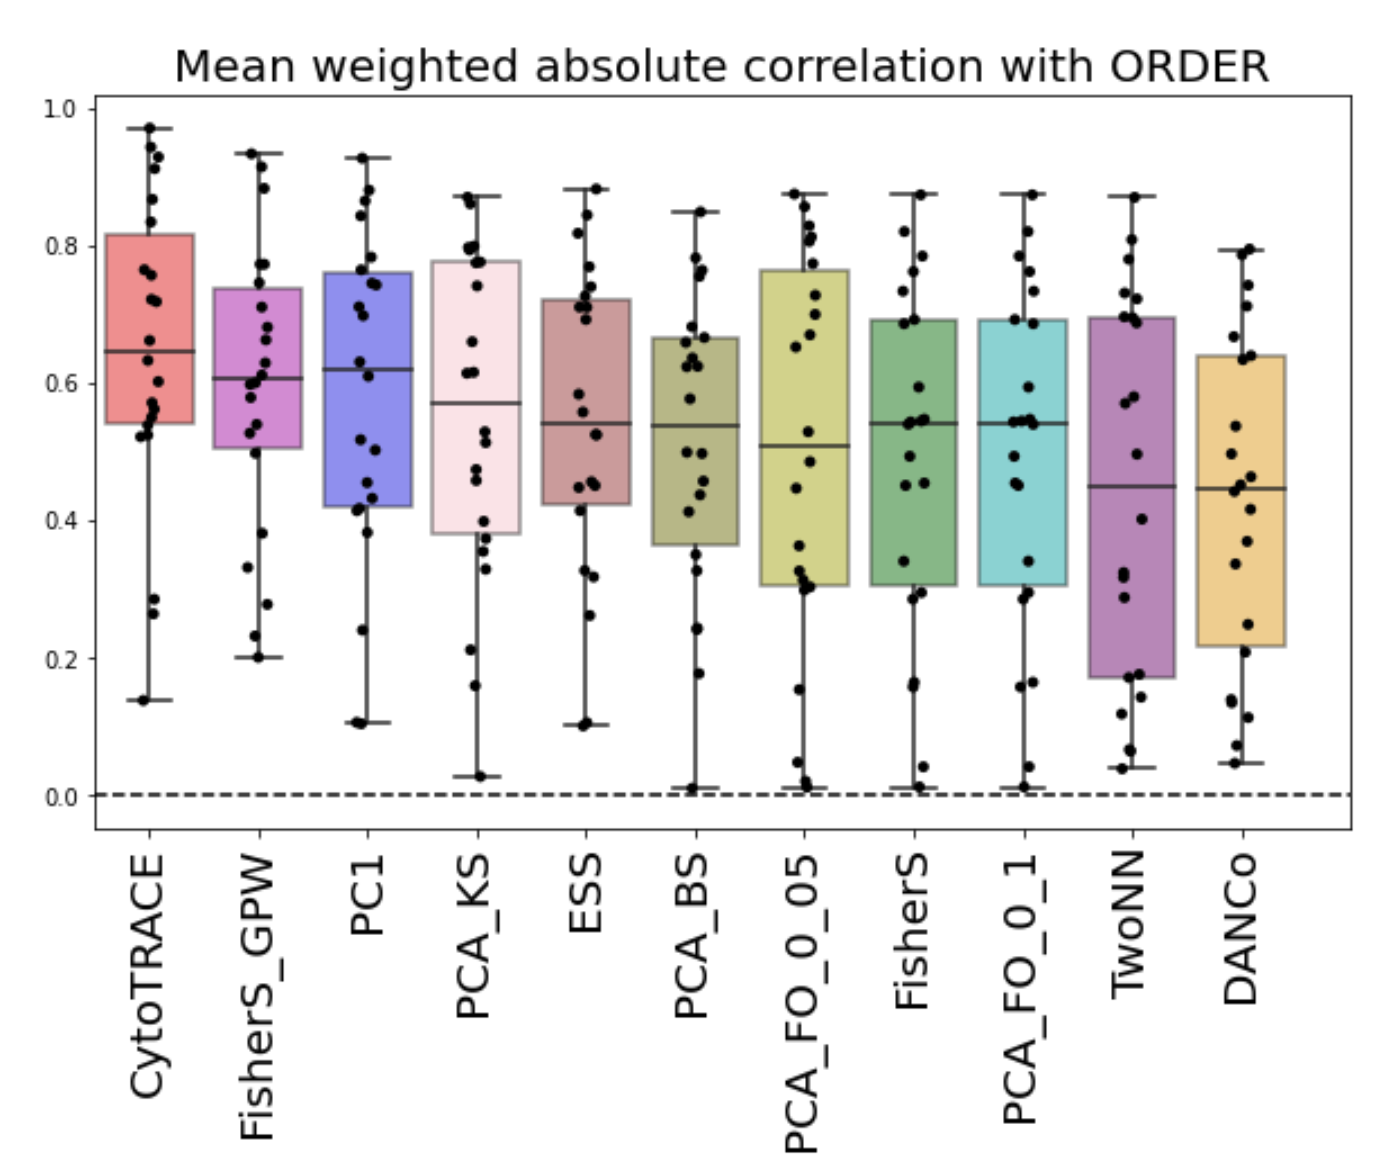 Mean weighted absolute correlation with ORDER
1.0
0.8
0.6
0.4
0.2
0.0
CytoTRACE
FisherS_GPW
PC1
PCA_KS
ESS
PCA_BS
PCA_FO_0_05
FisherS
PCA_FO_0_1
TwoNN
DANCo